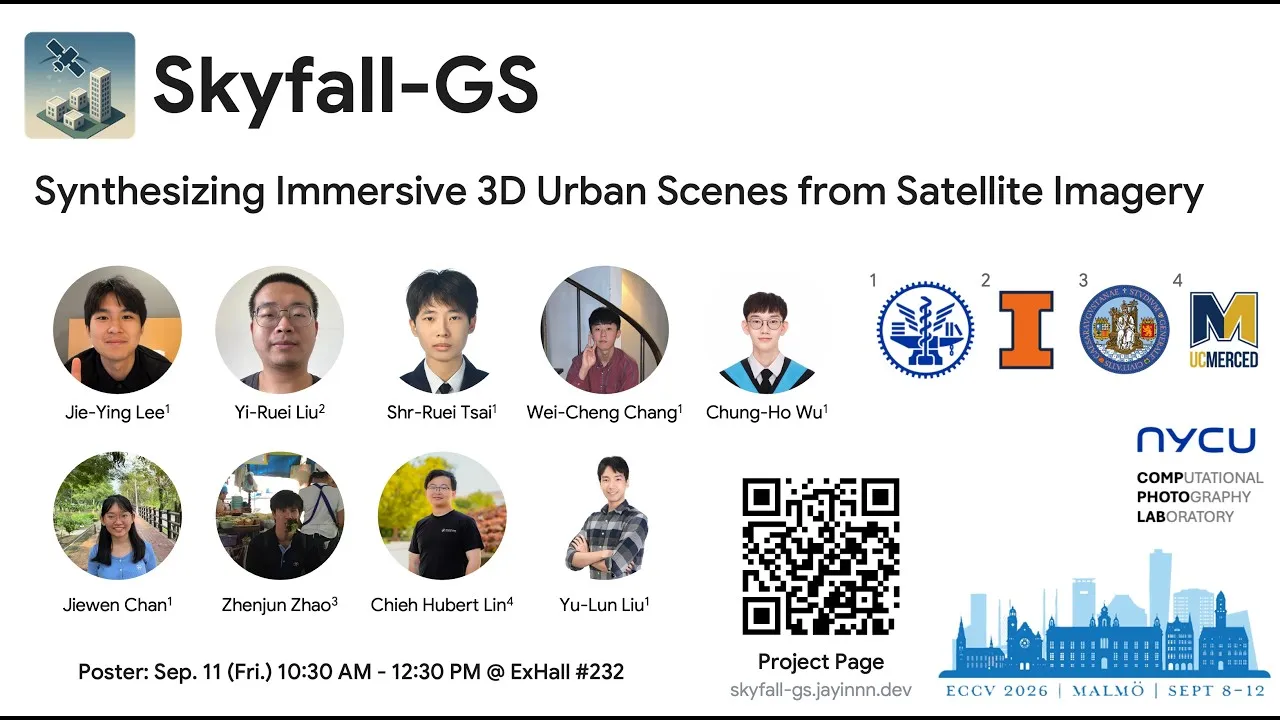 Skyfall-GS
Synthesizing Immersive 3D Urban Scenes from Satellite Imagery
Jie-Ying Lee1
Yi-Ruei Liu2
Shr-Ruei Tsai1
Wei-Cheng Chang1
Chung-Ho Wu1
1
2
3
4
UCMERCED
Jiewen Chan1
Zhenjun Zhao3
Chieh Hubert Lin4
Yu-Lun Liu1
NYCU
COMPUTATIONAL
PHOTOGRAPHY
LABORATORY
Poster: Sep. 11 (Fri.) 10:30 AM - 12:30 PM @ ExHall #232
Project Page
skyfall-gs.jayinnn.dev
ECCV 2026 | MALMÖ | SEPT 8-12